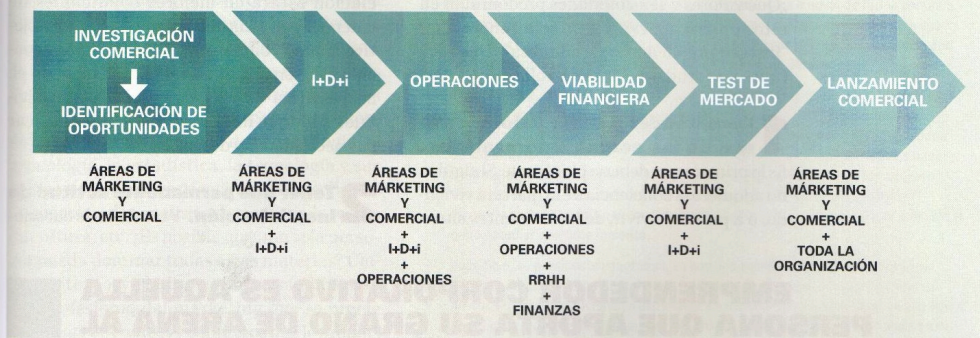 INVESTIGACIÓN
COMERCIAL
IDENTIFICACIÓN DE
OPORTUNIDADES
I+D+i
OPERACIONES
VIABILIDAD
FINANCIERA
TEST DE
MERCADO
LANZAMIENTO
COMERCIAL
ÁREAS DE
MÁRKETING
Y
COMERCIAL
ÁREAS DE
MÁRKETING
Y
COMERCIAL
+
I+D+i
ÁREAS DE
MÁRKETING
Y
COMERCIAL
+
I+D+i
+
OPERACIONES
ÁREAS DE
MÁRKETING
Y
COMERCIAL
+
OPERACIONES
+
RRHH
+
FINANZAS
ÁREAS DE
MÁRKETING
Y
COMERCIAL
+
I+D+i
ÁREAS DE
MÁRKETING
Y
COMERCIAL
+
TODA LA
ORGANIZACIÓN
EMPRENDEDOR CORPORATIVO ES AQUELLA
PERSONA QUE APORTA SU GRANO DE ARENA AL